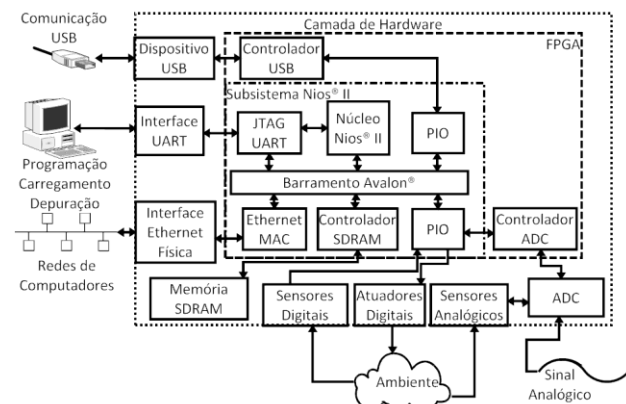 Comunicação
USB
Camada de Hardware
FPGA
Dispositivo
USB
Controlador
USB
Subsistema Nios® II
Interface
UART
JTAG
UART
Núcleo
Nios® II
PIO
Programação
Carregamento
Depuração
Barramento Avalon®
Interface
Ethernet
Física
Ethernet
MAC
Controlador
SDRAM
PIO
Controlador
ADC
Redes de
Computadores
Memória
SDRAM
Sensores
Digitais
Atuadores
Digitais
Sensores
Analógicos
ADC
Ambiente
Sinal
Analógico